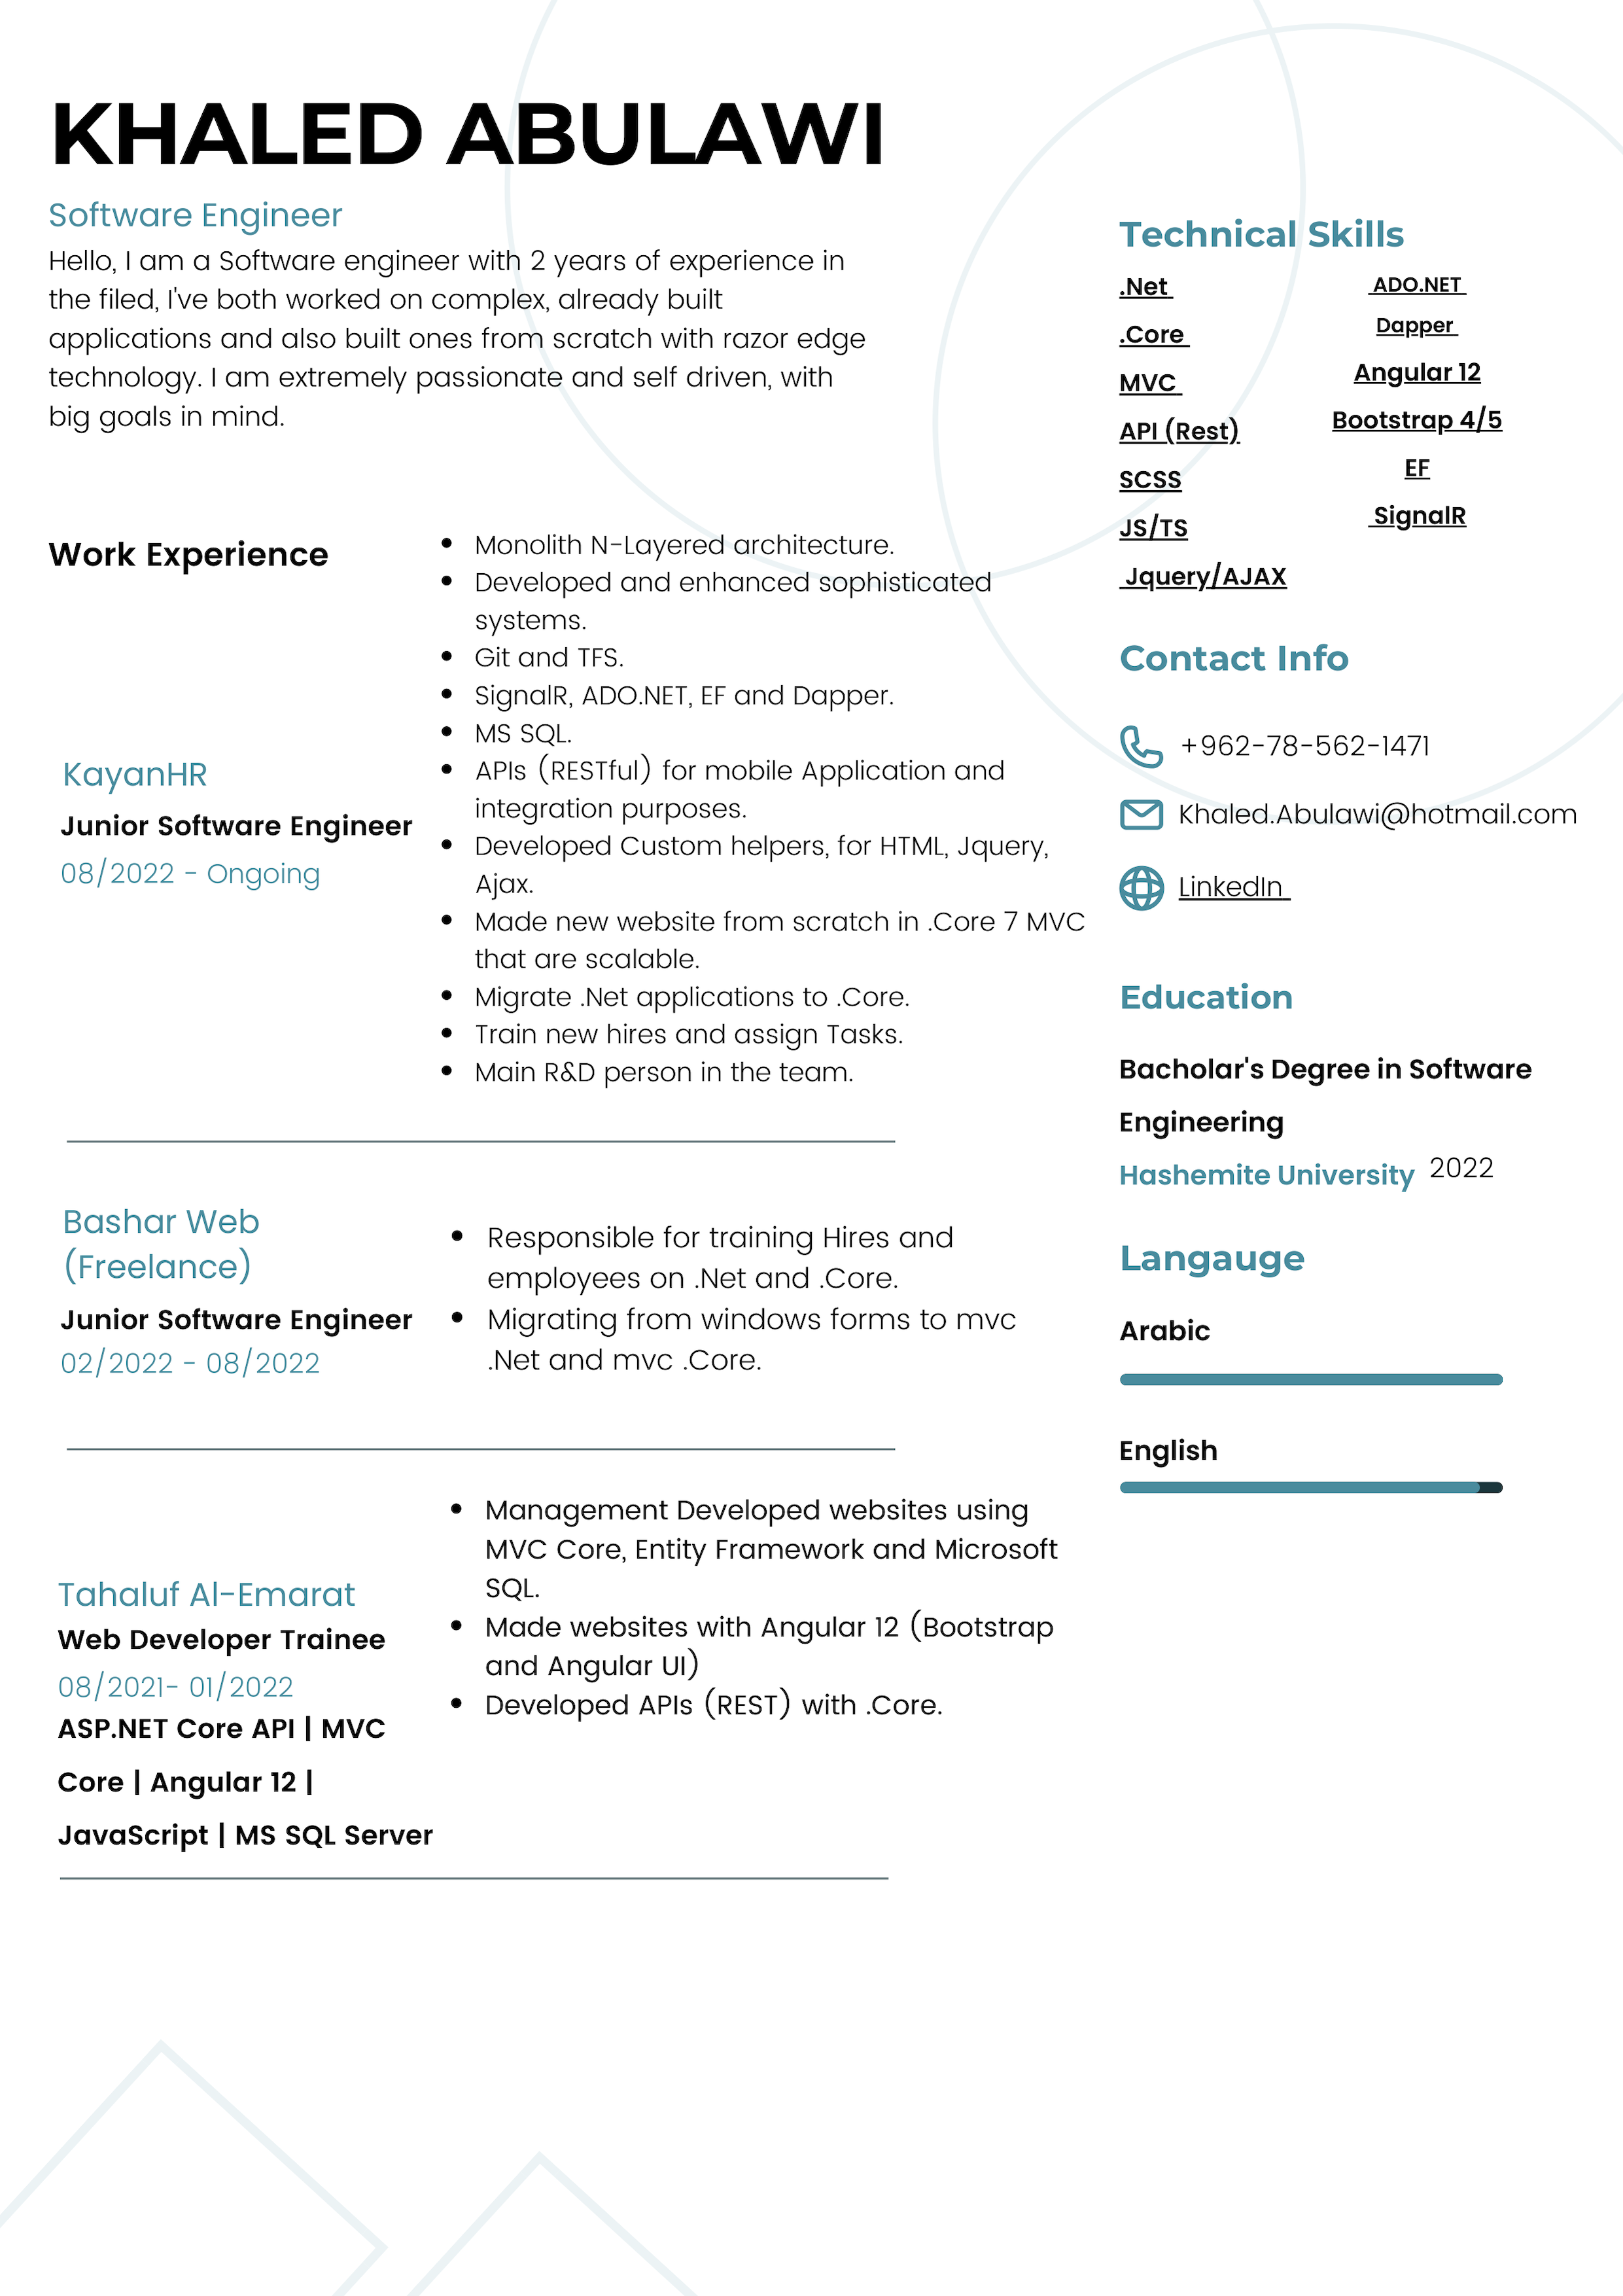 KHALED ABULAWI
Software Engineer
Hello, I am a Software engineer with 2 years of experience in
the filed, I've both worked on complex, already built
applications and also built ones from scratch with razor edge
technology. I am extremely passionate and self driven, with
big goals in mind.
Work Experience
KayanHR
Junior Software Engineer
08/2022 - Ongoing
• Monolith N-Layered architecture.
• Developed and enhanced sophisticated
systems.
• Git and TFS.
• SignalR, ADO.NET, EF and Dapper.
• MS SQL.
• APIs (RESTful) for mobile Application and
integration purposes.
• Developed Custom helpers, for HTML, Jquery,
Ajax.
• Made new website from scratch in .Core 7 MVC
that are scalable.
• Migrate .Net applications to .Core.
• Train new hires and assign Tasks.
• Main R&D person in the team.
Bashar Web
(Freelance)
Junior Software Engineer
02/2022 - 08/2022
• Responsible for training Hires and
employees on .Net and .Core.
• Migrating from windows forms to mvc
.Net and mvc .Core.
Tahaluf Al-Emarat
Web Developer Trainee
08/2021- 01/2022
ASP.NET Core API | MVC
Core | Angular 12 |
JavaScript | MS SQL Server
• Management Developed websites using
MVC Core, Entity Framework and Microsoft
SQL.
• Made websites with Angular 12 (Bootstrap
and Angular UI)
• Developed APIs (REST) with .Core.
Technical Skills
.Net
.Core
MVC
API (Rest)
SCSS
JS/TS
Jquery/AJAX
ADO.NET
Dapper
Angular 12
Bootstrap 4/5
EF
SignalR
Contact Info
+962-78-562-1471
Khaled.Abulawi@hotmail.com
LinkedIn
Education
Bacholar's Degree in Software
Engineering
Hashemite University 2022
Langauge
Arabic
English